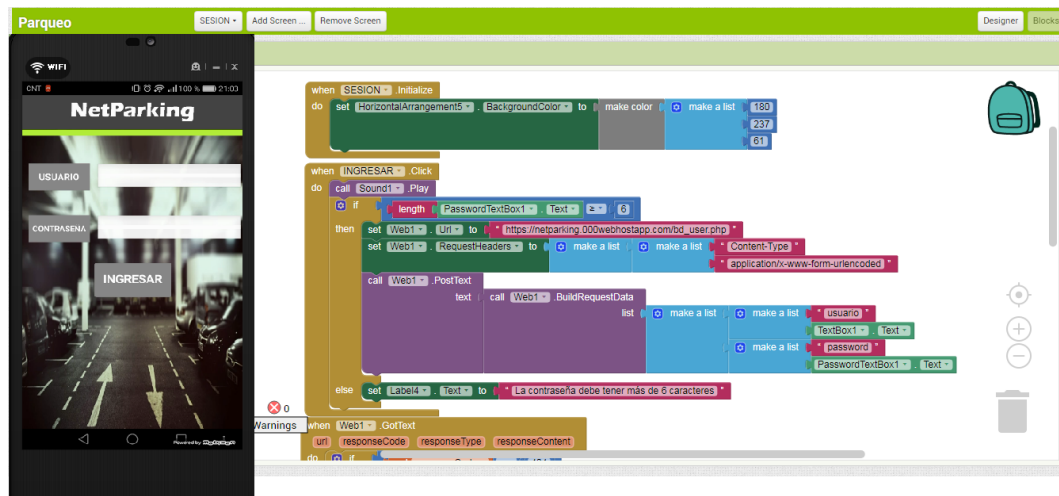 Parqueo
SESION
Add Screen ...
Remove Screen
Designer
Blocks
WIFI
CNT
100 % 21:03
NetParking
USUARIO
CONTRASENA
INGRESAR
when SESION .Initialize
do set HorizontalArrangement5 . BackgroundColor to make color make a list 180
237
61
when INGRESAR .Click
do call Sound1 .Play
if length PasswordTextBox1 . Text ≥ 6
then set Web1 . Url to " https://netparking.000webhostapp.com/bd_user.php "
set Web1 . RequestHeaders to make a list make a list " Content-Type "
" application/x-www-form-urlencoded "
call Web1 .PostText
text call Web1 .BuildRequestData
list make a list make a list " usuario "
TextBox1 . Text
make a list " password "
PasswordTextBox1 . Text
else set Label4 . Text to " La contraseña debe tener más de 6 caracteres "
0
Warnings
when Web1 .GotText
url responseCode responseType responseContent
do if